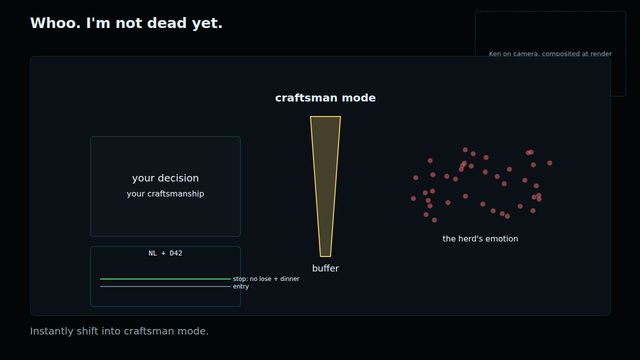 Whoo. I'm not dead yet.
Ken on camera, composited at render
craftsman mode
your decision
your craftsmanship
the herd's emotion
NL + D42
buffer
stop: no lose + dinner
entry
Instantly shift into craftsman mode.